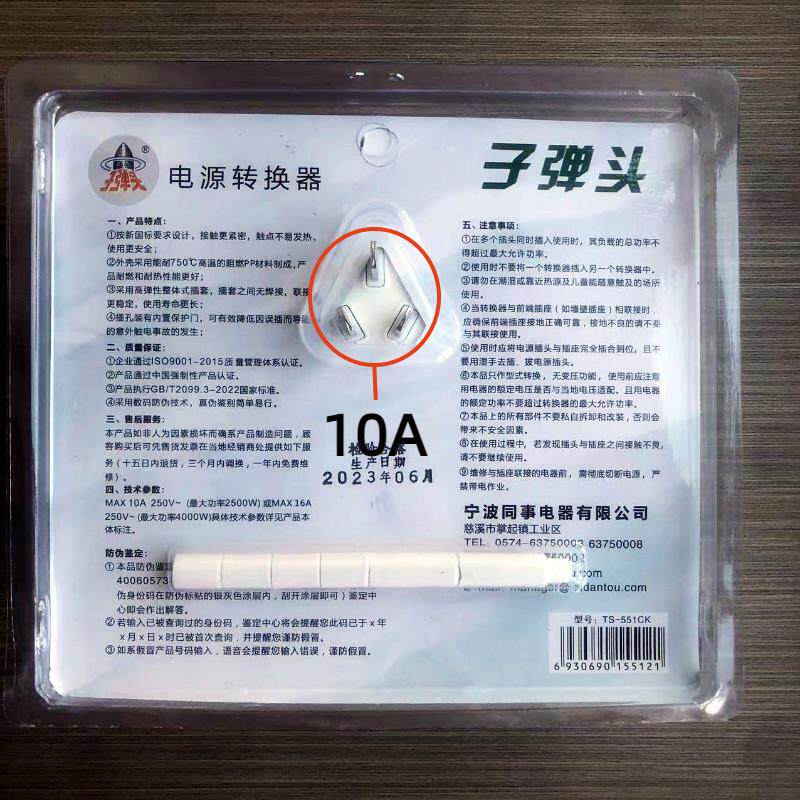 子弹头
®
电源转换器
子弹头
一、产品特点:
①按新国标要求设计，接触更紧密，触点不易发热，
使用更安全；
②外壳采用能耐750℃高温的阻燃PP材料制成，产
品耐燃和耐热性能更好；
③采用高弹性整体式插套，插套之间无焊接，联接
更稳定，使用寿命更长；
④插孔装有内置保护门，可有效降低因误插而导
的意外触电事故的发生；
二、质量保证:
①企业通过ISO9001-2015质量管理体系认证。
②产品通过中国强制性产品认证。
③产品执行GB/T2099.3-2022国家标准。
④采用数码防伪技术，真伪鉴别简单易行。
三、售后服务:
本产品如非人为因素损坏而确系产品制造问题，顾
客购买后可凭售货发票在当地经销商处提供如下服
务（十五日内退货，三个月内调换，一年内免费维
修）。
四、技术参数:
MAX 10A 250V~（最大功率2500W）或MAX 16A
250V~(最大功率4000W)具体技术参数详见产品本
体标注。
防伪鉴定:
① 本品防伪
40060573
伪身份码在防伪标贴的银灰色涂层内，刮开涂层即可）鉴定中
心即会作出解答。
② 若输入已被查询过的身份码，鉴定中心将会提醒您此码已于x年
x月x日x时已被首次查询，并提醒您谨防假冒。
③ 如系假冒产品号码输入，语音会提醒您输入错误，谨防假冒。
10A
检验
生产日期
2023年06月
五、注意事项:
①在多个插头同时插入使用时，其负载的总功率不
得超过最大允许功率。
②使用时不要将一个转换器插入另一个转换器中。
③请勿在潮湿或靠近热源及儿童能随意触及的场所
使用。
④当转换器与前端插座（如墙壁插座）相联接时，
应确保前端插座接地正确可靠，接地不良的请不要
与其联接使用。
⑤使用时应将电源插头与插座完全插合到位，且不
要用湿手去插、拔电源插头。
⑥本品只作型式转换，无变压功能，使用前应注意
用电器的额定电压是否与当地电压适配，且用电器
的额定功率不要超过转换器的最大允许功率。
⑦本品上的所有部件不要私自拆卸和改装，否则会
带来不安全因素。
⑧在使用过程中，若发现插头与插座之间接触不良，
请不要继续使用。
⑨维修与插座联接的电器前，需彻底切断电源，严
禁带电作业。
宁波同事电器有限公司
慈溪市掌起镇工业区
TEL: 0574-63750003 63750008
型号: TS-551CK
6 930690 155121